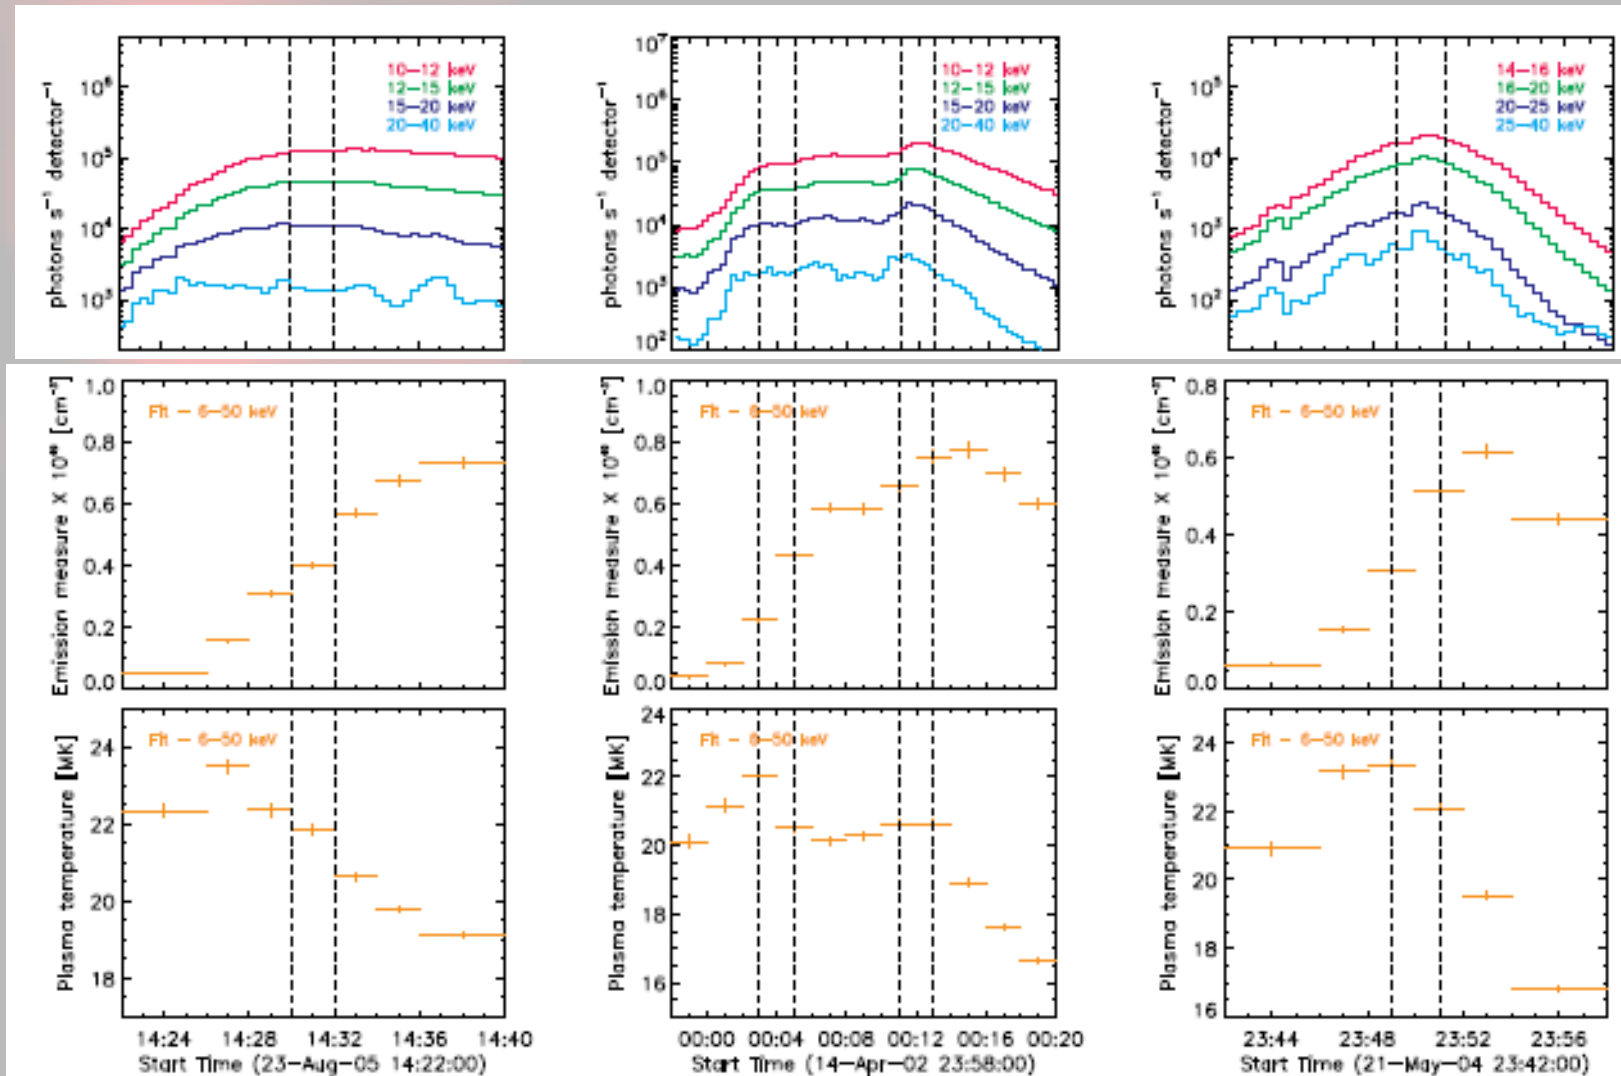 10–12 keV
12–15 keV
15–20 keV
20–40 keV
10⁶
10⁵
10⁴
10³
photons s⁻¹ detector⁻¹
10–12 keV
12–15 keV
15–20 keV
20–40 keV
10⁷
10⁶
10⁵
10⁴
10³
10²
photons s⁻¹ detector⁻¹
14–16 keV
16–20 keV
20–25 keV
25–40 keV
10⁵
10⁴
10³
10²
photons s⁻¹ detector⁻¹
Fit – 6–50 keV
1.0
0.8
0.6
0.4
0.2
0.0
Emission measure X [cm
Fit – 50 keV
1.0
0.8
0.6
0.4
0.2
0.0
Emission measure X [cm
Fit – 6–50 keV
0.8
0.6
0.4
0.2
0.0
Emission measure X [cm
Fit – 6–50 keV
24
22
20
18
Plasma temperature [MK]
14:24 14:28 14:32 14:36 14:40
Start Time (23–Aug–05 14:22:00)
Fit – 50 keV
24
22
20
18
16
Plasma temperature [MK]
00:00 00:04 00:08 00:12 00:16 00:20
Start Time (14–Apr–02 23:58:00)
Fit – 6–50 keV
24
22
20
18
16
Plasma temperature [MK]
23:44 23:48 23:52 23:56
Start Time (21–May–04 23:42:00)